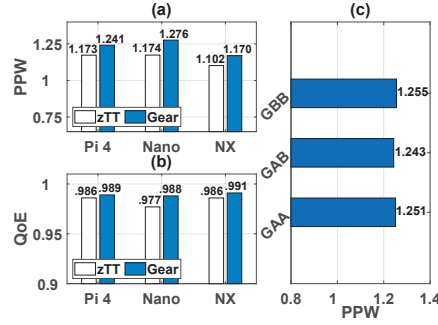 (a)
PPW
1.25
1
0.75
1.173
1.241
1.174
1.276
1.102
1.170
zTT
Gear
Pi 4
Nano
NX
(b)
QoE
1
0.95
0.9
.986
.989
.977
.988
.986
.991
zTT
Gear
Pi 4
Nano
NX
(c)
GBB
1.255
GAB
1.243
GAA
1.251
0.8
1
1.2
1.4
PPW